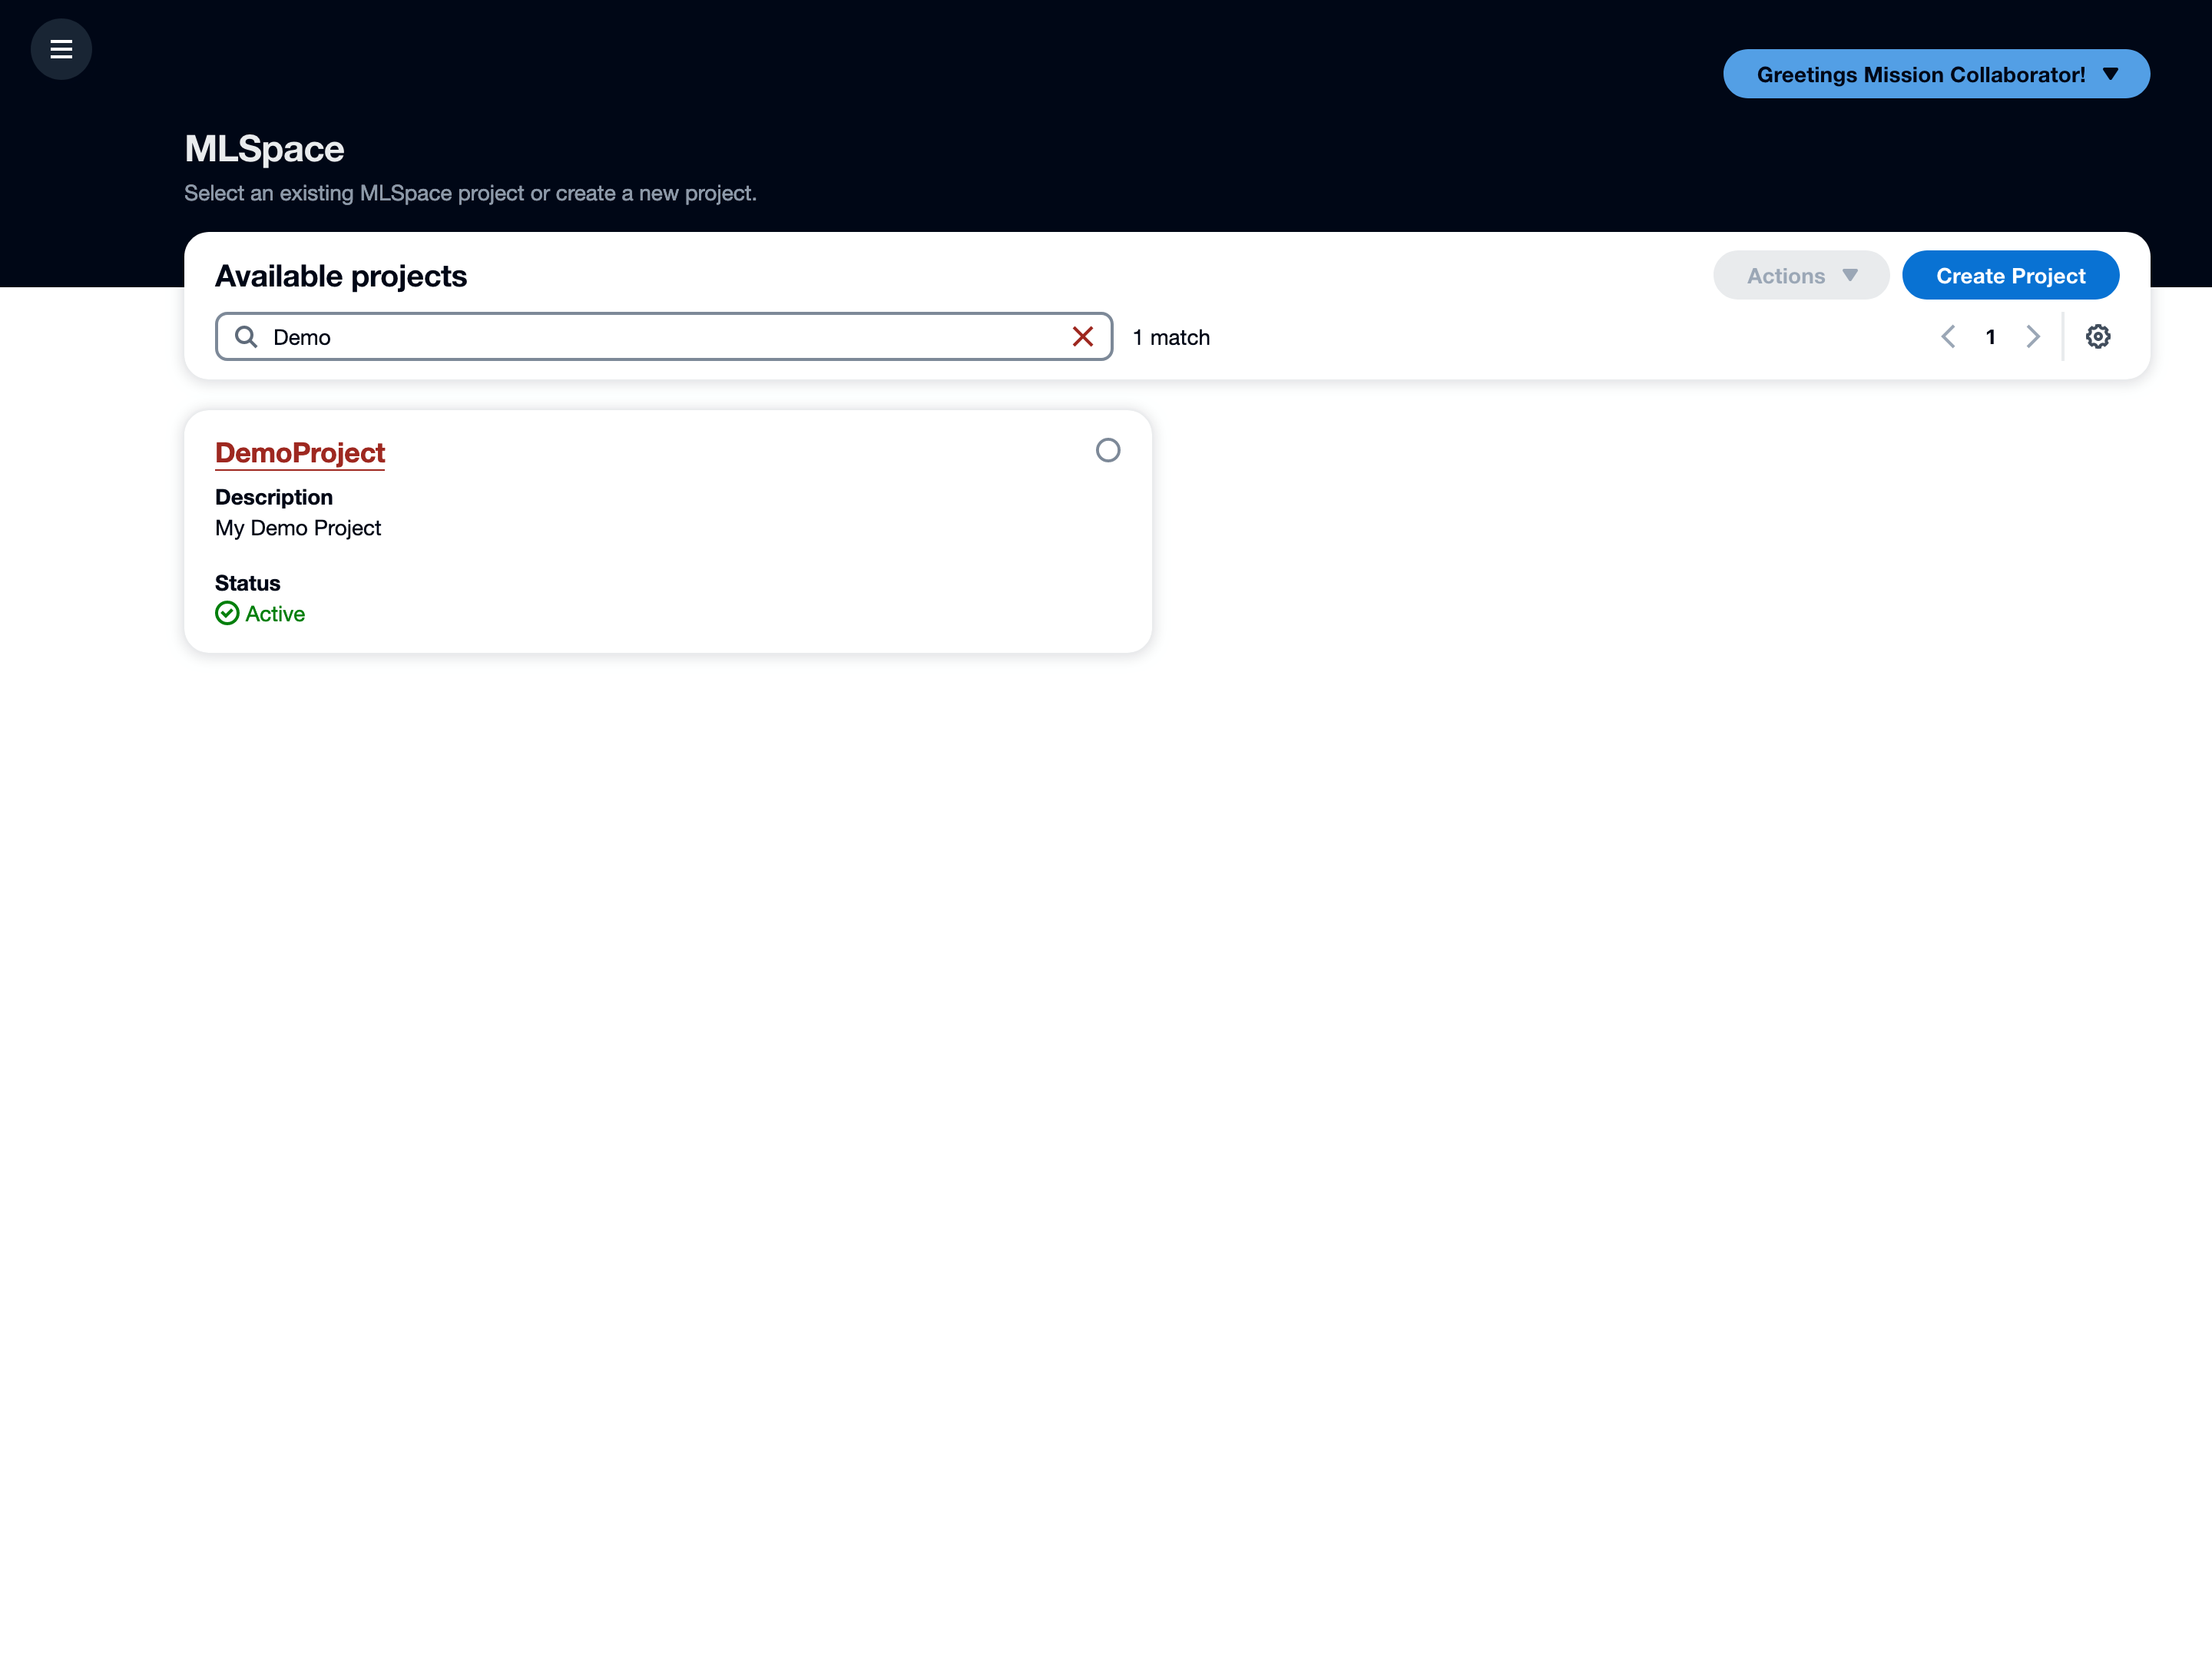 Greetings Mission Collaborator!
MLSpace
Select an existing MLSpace project or create a new project.
Available projects
Actions
Create Project
Demo
1 match
1
DemoProject
Description
My Demo Project
Status
Active